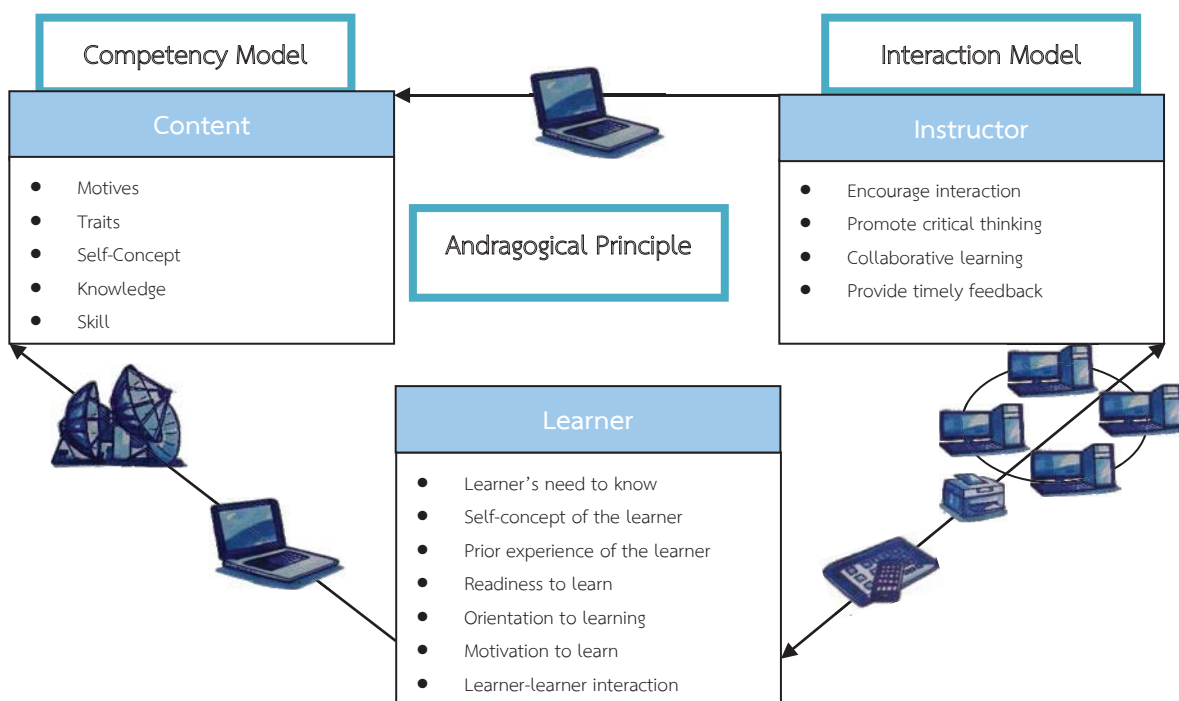 Competency Model
Interaction Model
Content
• Motives
• Traits
• Self-Concept
• Knowledge
• Skill
Instructor
• Encourage interaction
• Promote critical thinking
• Collaborative learning
• Provide timely feedback
Andragogical Principle
Learner
• Learner’s need to know
• Self-concept of the learner
• Prior experience of the learner
• Readiness to learn
• Orientation to learning
• Motivation to learn
• Learner-learner interaction